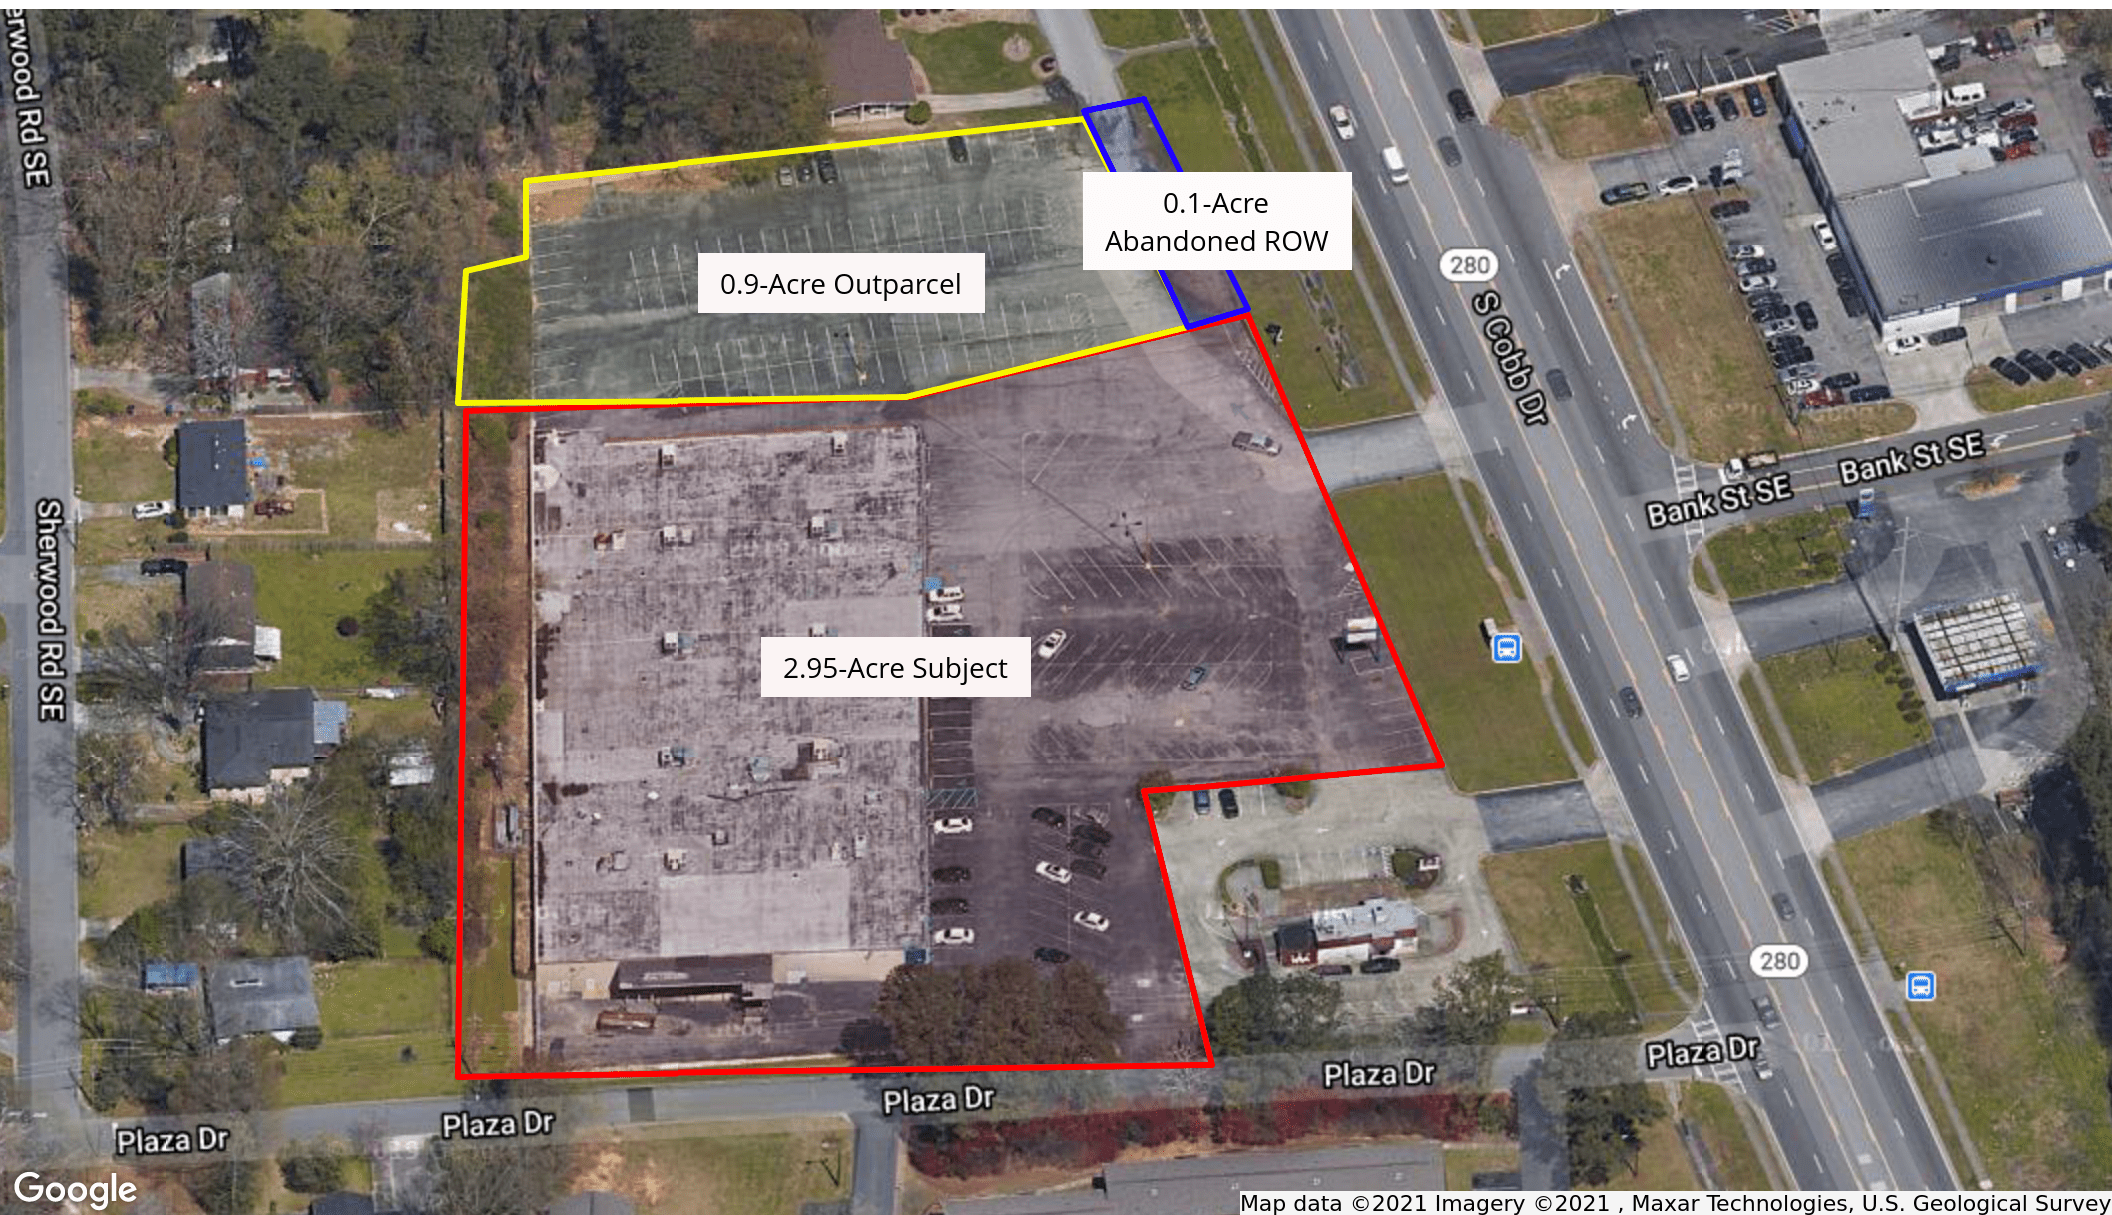 erwood Rd SE
0.1-Acre
Abandoned ROW
280
0.9-Acre Outparcel
S Cobb Dr
Bank St SE
Bank St SE
Sherwood Rd SE
2.95-Acre Subject
280
Plaza Dr
Plaza Dr
Plaza Dr
Plaza Dr
Plaza Dr
Google
Map data ©2021 Imagery ©2021 , Maxar Technologies, U.S. Geological Survey